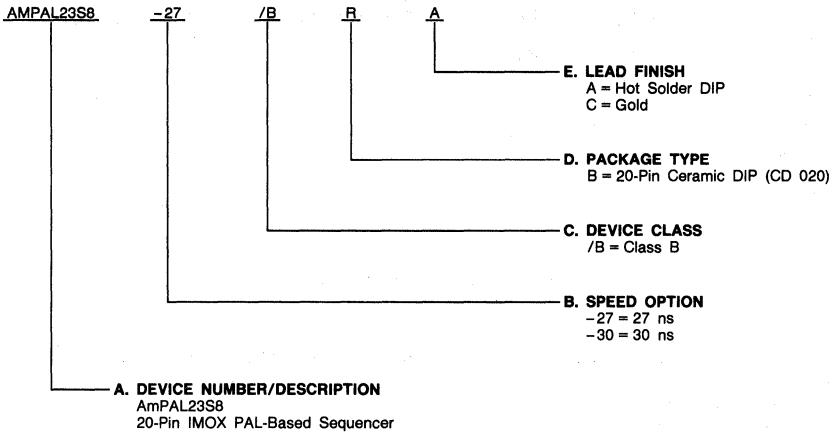 AMPAL23S8 -27 /B R A
E. LEAD FINISH
A = Hot Solder DIP
C = Gold
D. PACKAGE TYPE
B = 20-Pin Ceramic DIP (CD 020)
C. DEVICE CLASS
/B = Class B
B. SPEED OPTION
-27 = 27 ns
-30 = 30 ns
A. DEVICE NUMBER/DESCRIPTION
AmPAL23S8
20-Pin IMOX PAL-Based Sequencer